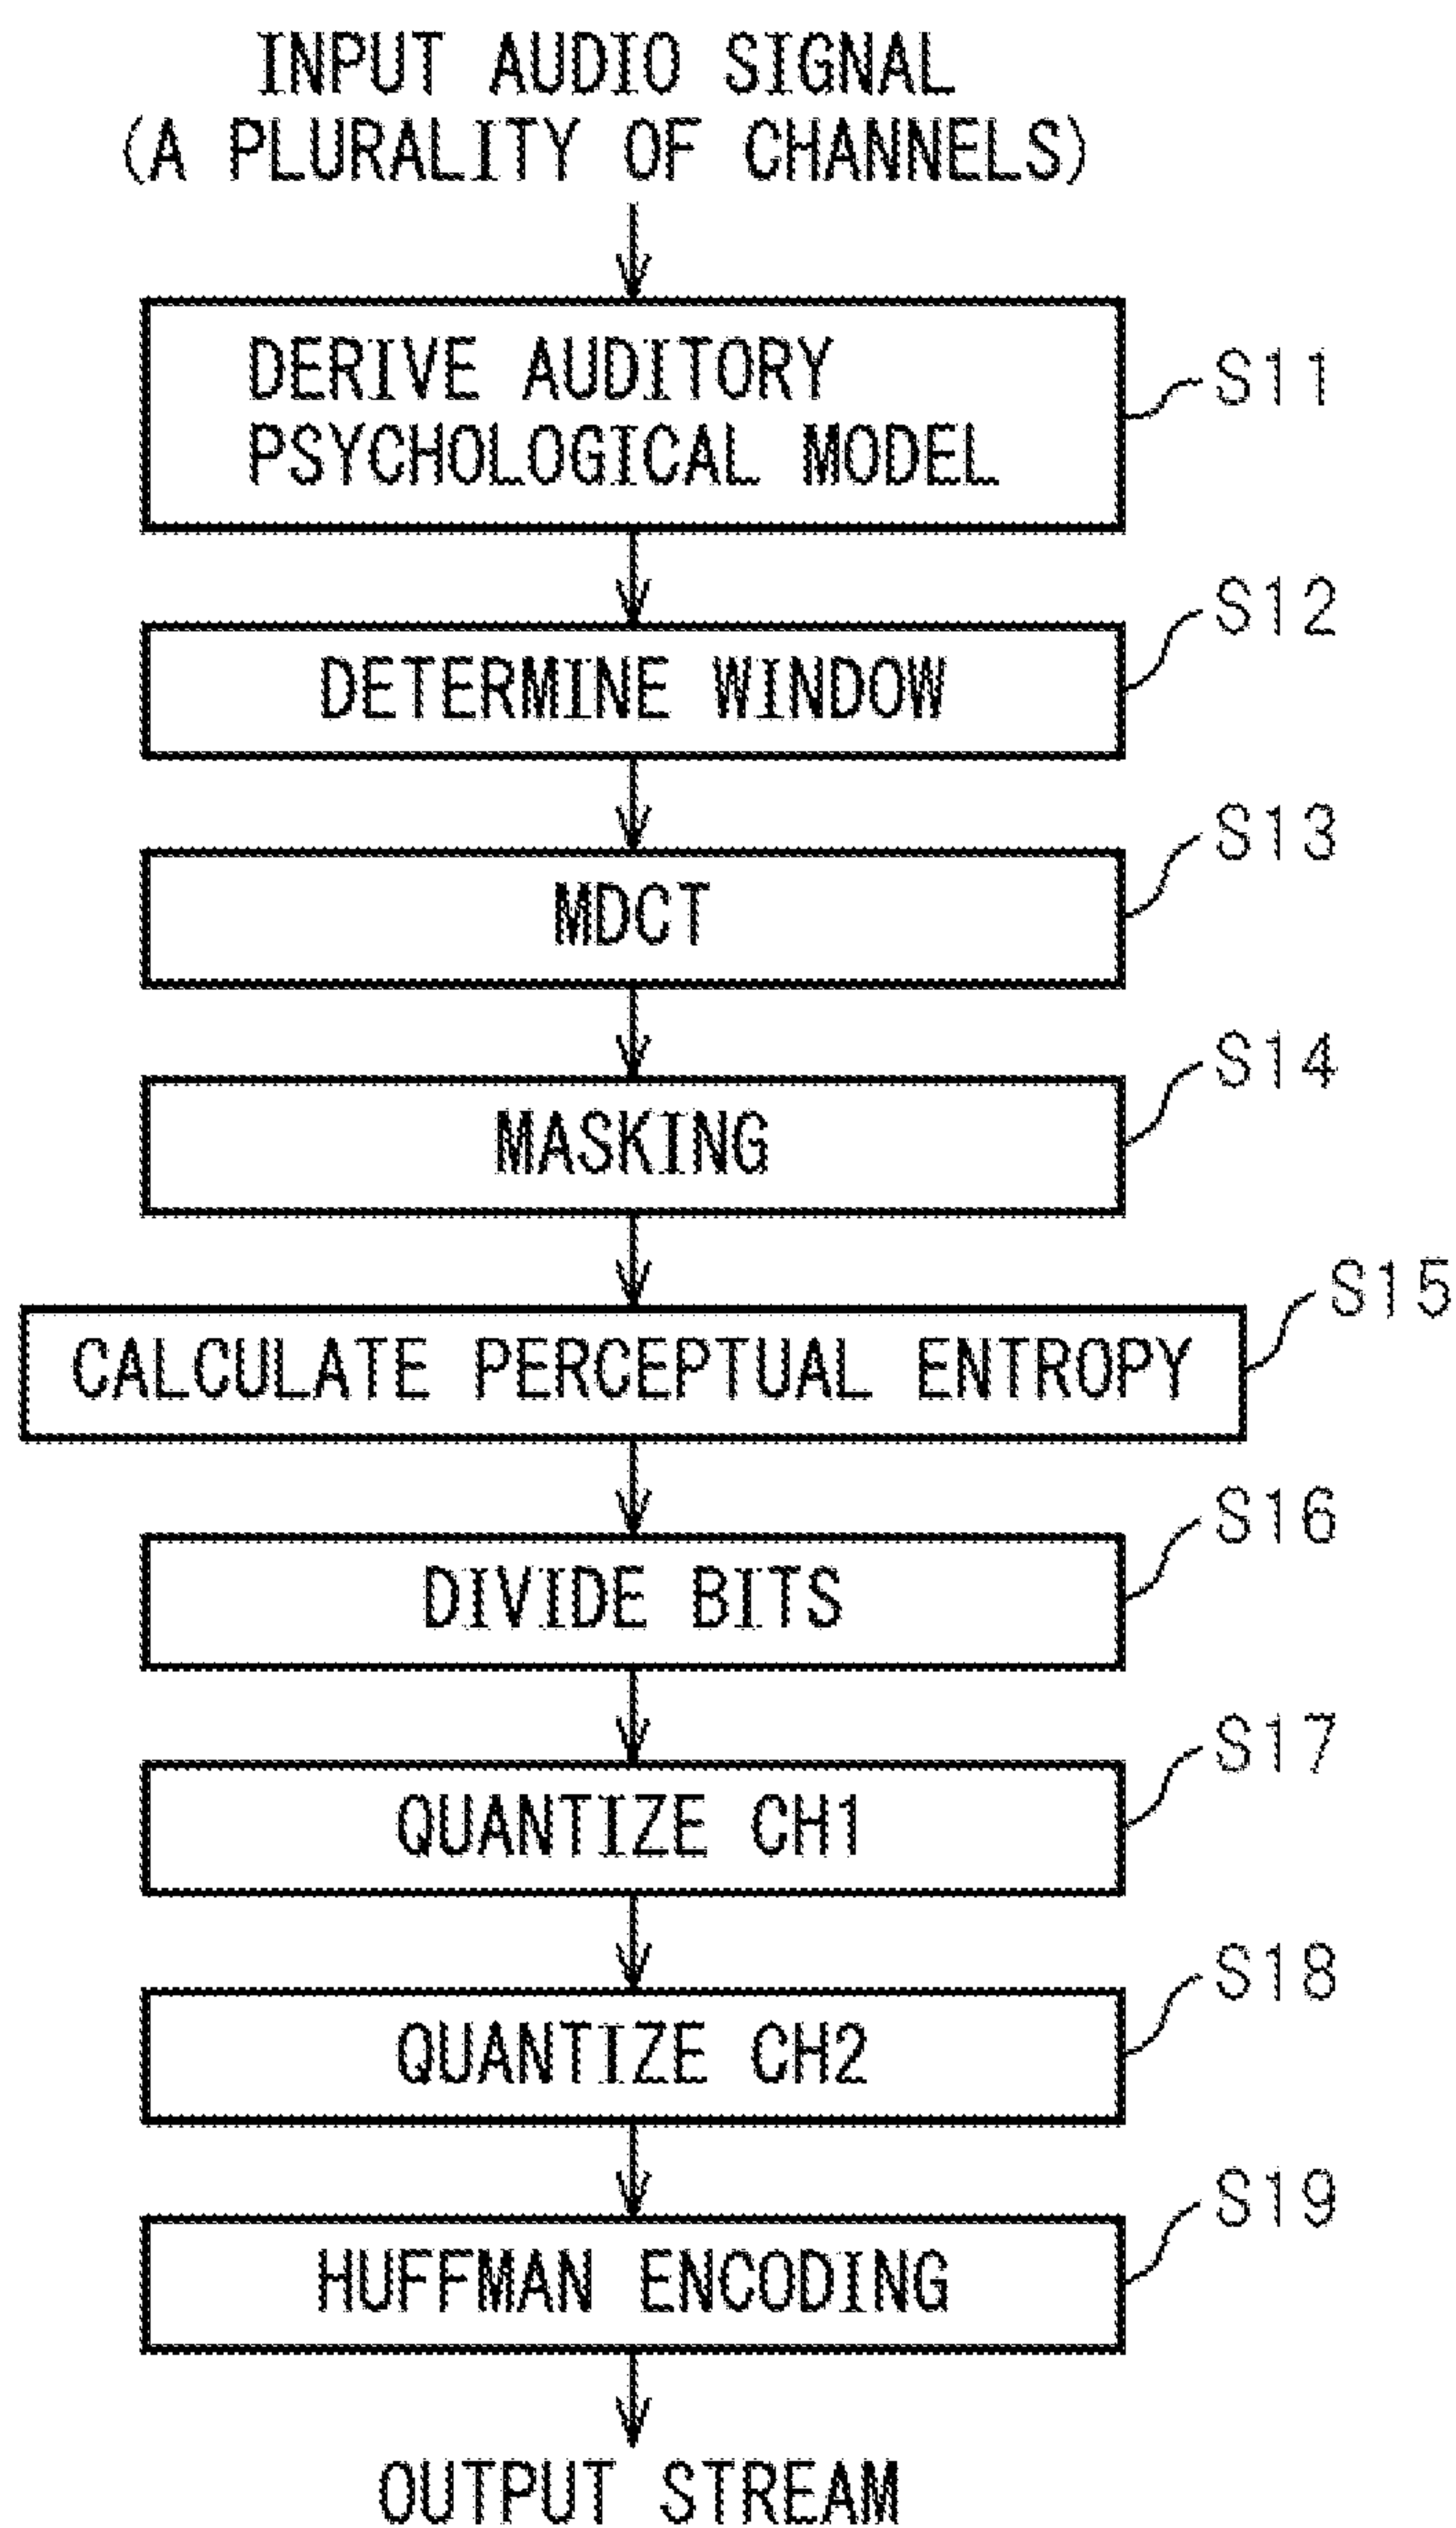 INPUT AUDIO SIGNAL
(A PLURALITY OF CHANNELS)
DERIVE AUDITORY
PSYCHOLOGICAL MODEL
S11
DETERMINE WINDOW
S12
MDCT
S13
MASKING
S14
CALCULATE PERCEPTUAL ENTROPY
S15
DIVIDE BITS
S16
QUANTIZE CH1
S17
QUANTIZE CH2
S18
HUFFMAN ENCODING
S19
OUTPUT STREAM